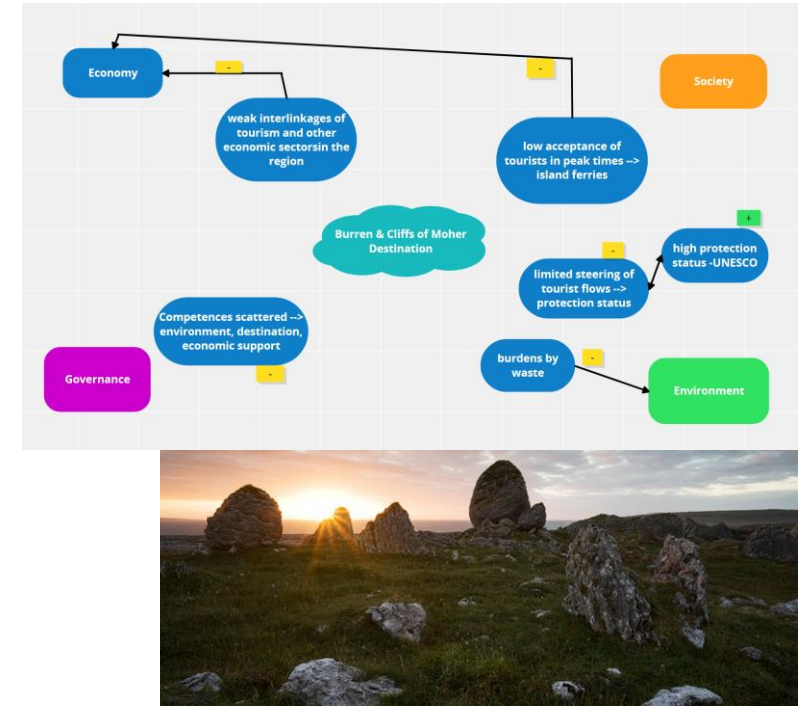 Economy
-
-
Society
weak interlinkages of
tourism and other
economic sectorsin the
region
low acceptance of
tourists in peak times -->
island ferries
Burren & Cliffs of Moher
Destination
+
high protection
status -UNESCO
-
limited steering of
tourist flows -->
protection status
Competences scattered -->
environment, destination,
economic support
-
Governance
burdens by
waste
-
Environment